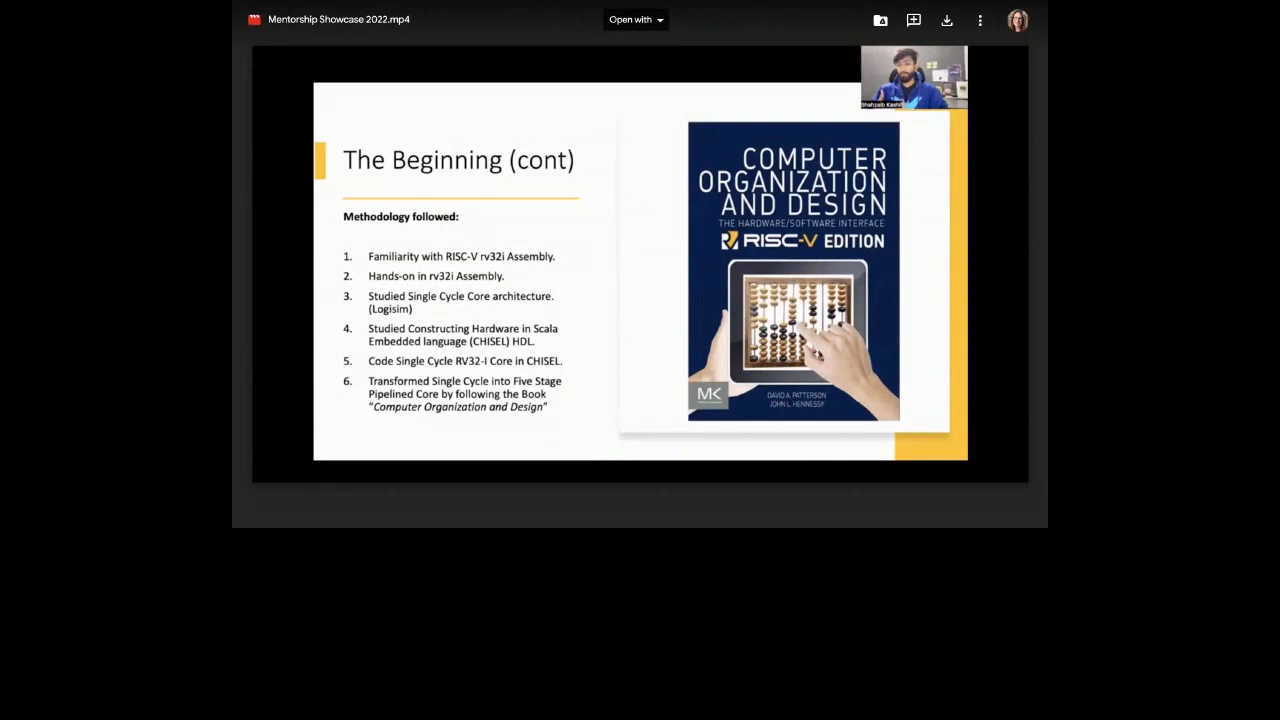 Mentorship Showcase 2022.mp4
Open with
Shahzaib Kashif
The Beginning (cont)
Methodology followed:
1. Familiarity with RISC-V rv32i Assembly.
2. Hands-on in rv32i Assembly.
3. Studied Single Cycle Core architecture.
(Logisim)
4. Studied Constructing Hardware in Scala
Embedded language (CHISEL) HDL.
5. Code Single Cycle RV32-I Core in CHISEL.
6. Transformed Single Cycle into Five Stage
Pipelined Core by following the Book
“Computer Organization and Design”
COMPUTER
ORGANIZATION
AND DESIGN
THE HARDWARE/SOFTWARE INTERFACE
RISC-V EDITION
MK
DAVID A. PATTERSON
JOHN L. HENNESSY